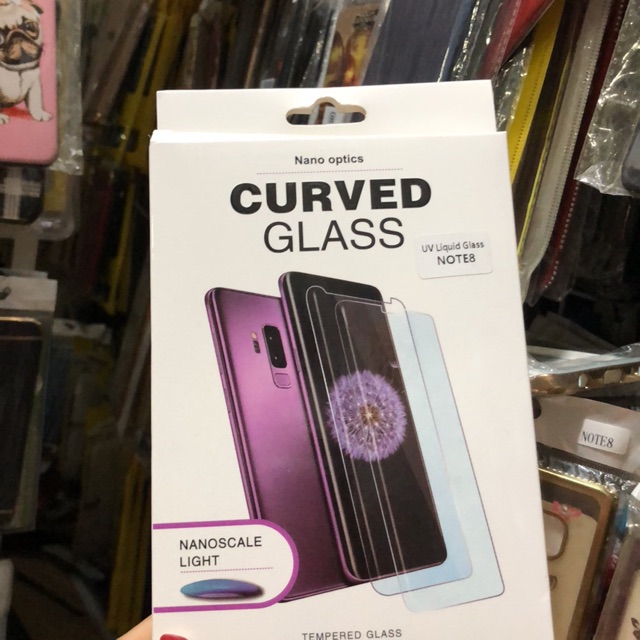 Nano optics
CURVED
GLASS
UV Liquid Glass
NOTE8
NANOSCALE
LIGHT
TEMPERED GLASS
NOTE8